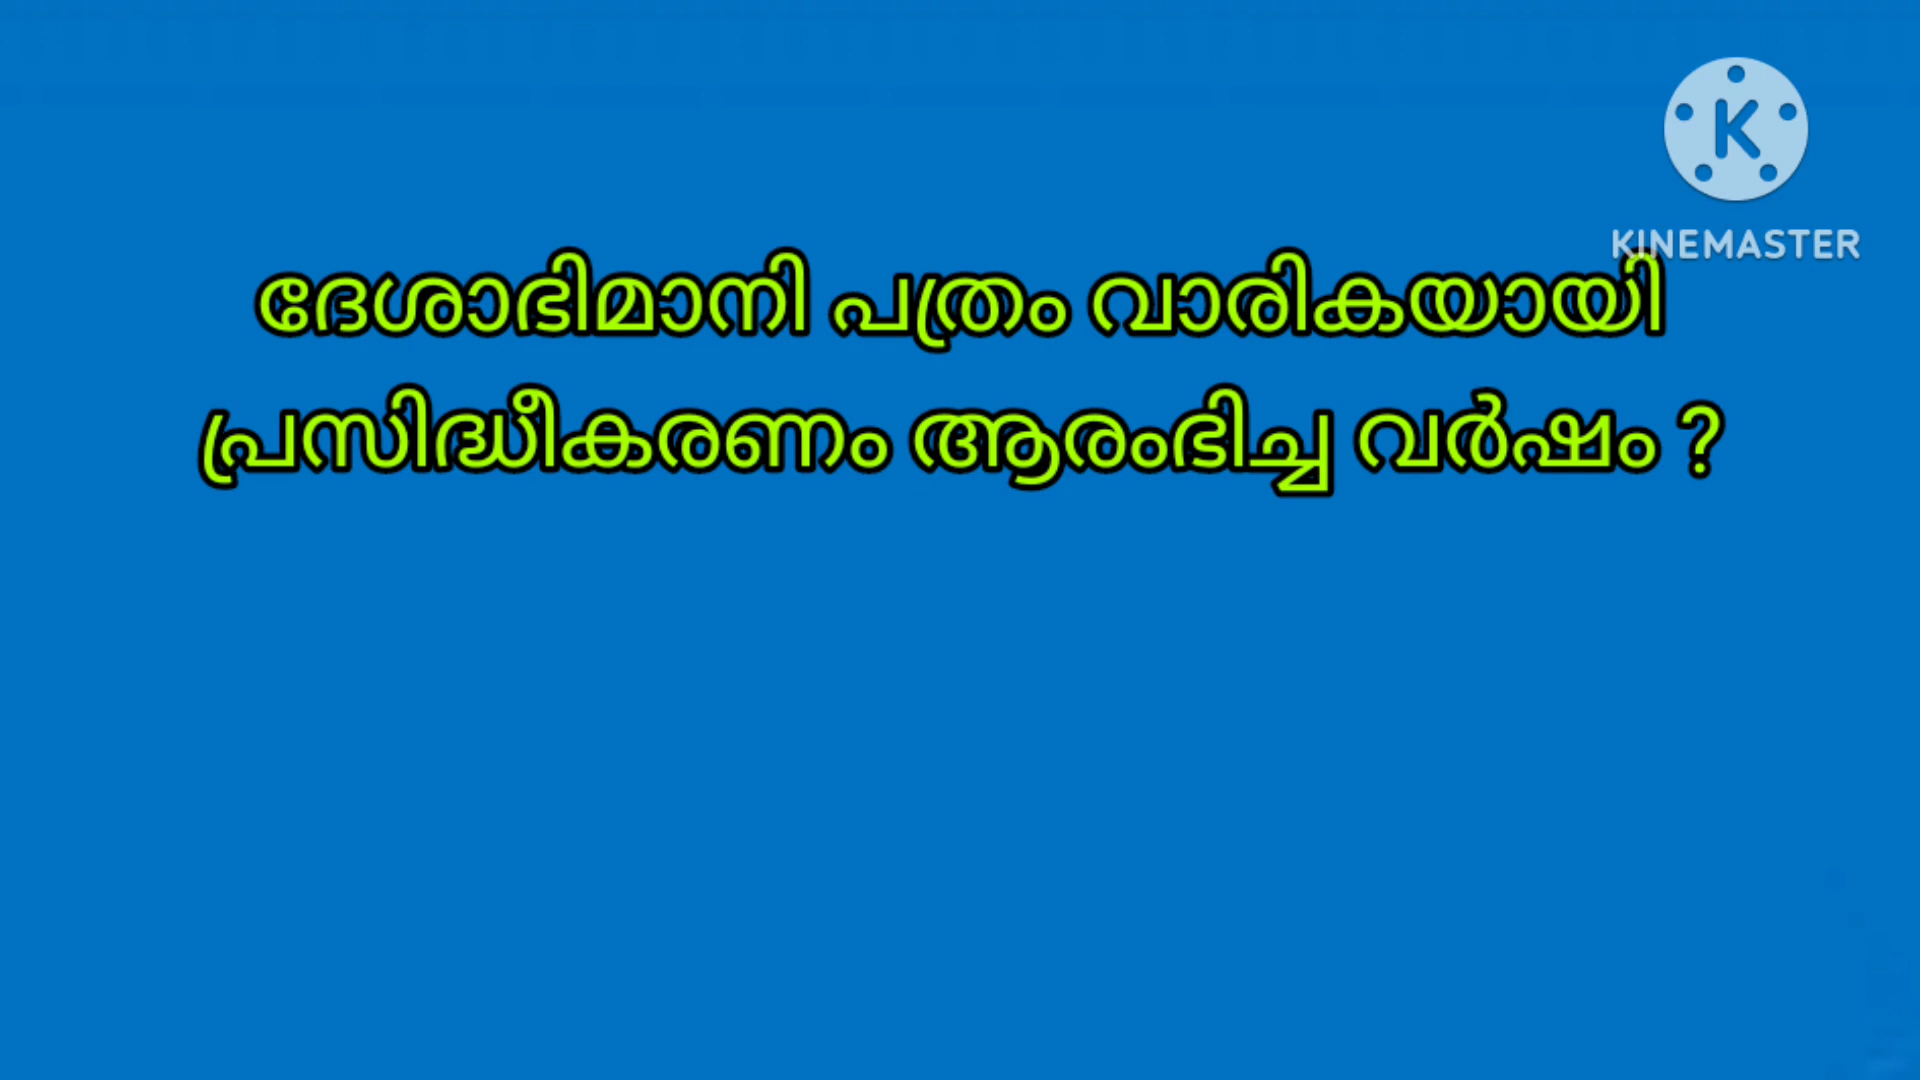 KINEMASTER
ദേശാഭിമാനി പത്രം വാരികയായി
പ്രസിദ്ധീകരണം ആരംഭിച്ച വർഷം ?